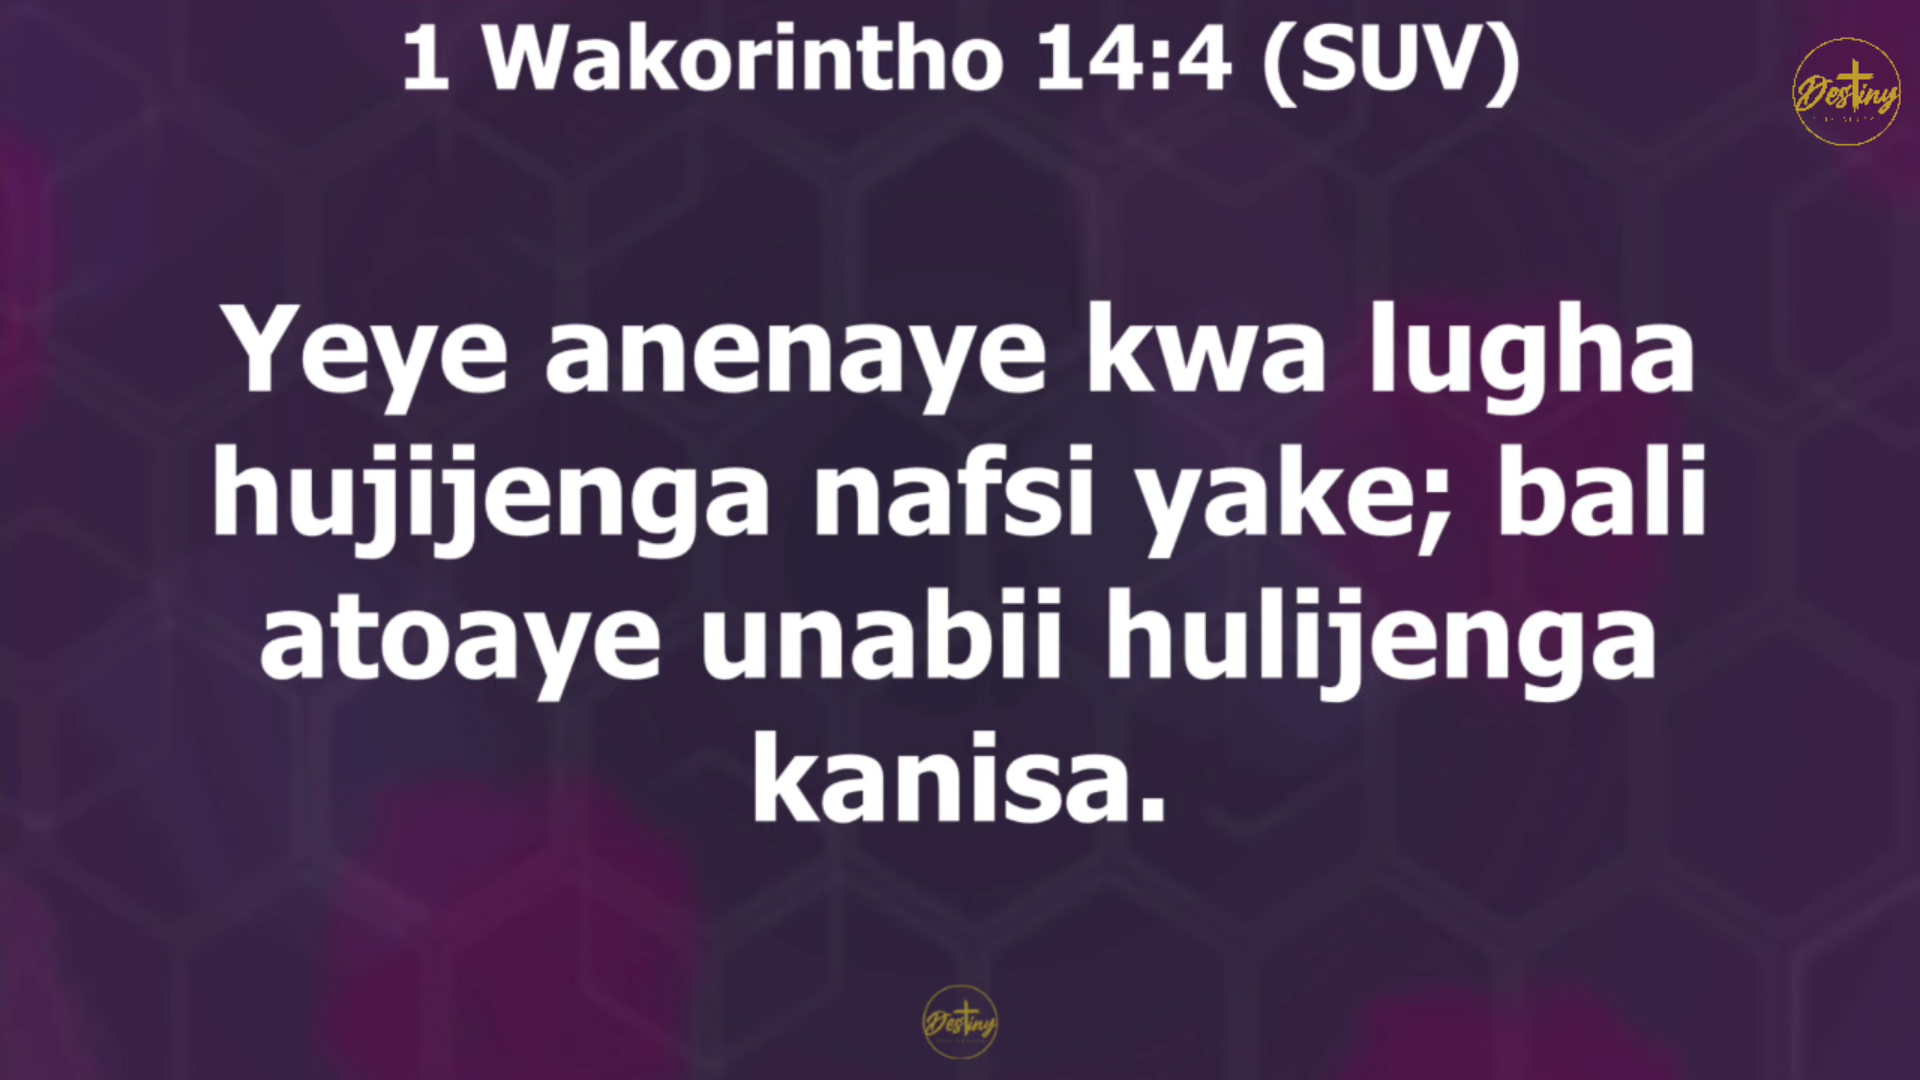 1 Wakorintho 14:4 (SUV)
Destiny
Yeye anenaye kwa lugha
hujijenga nafsi yake; bali
atoaye unabii hulijenga
kanisa.
Destiny